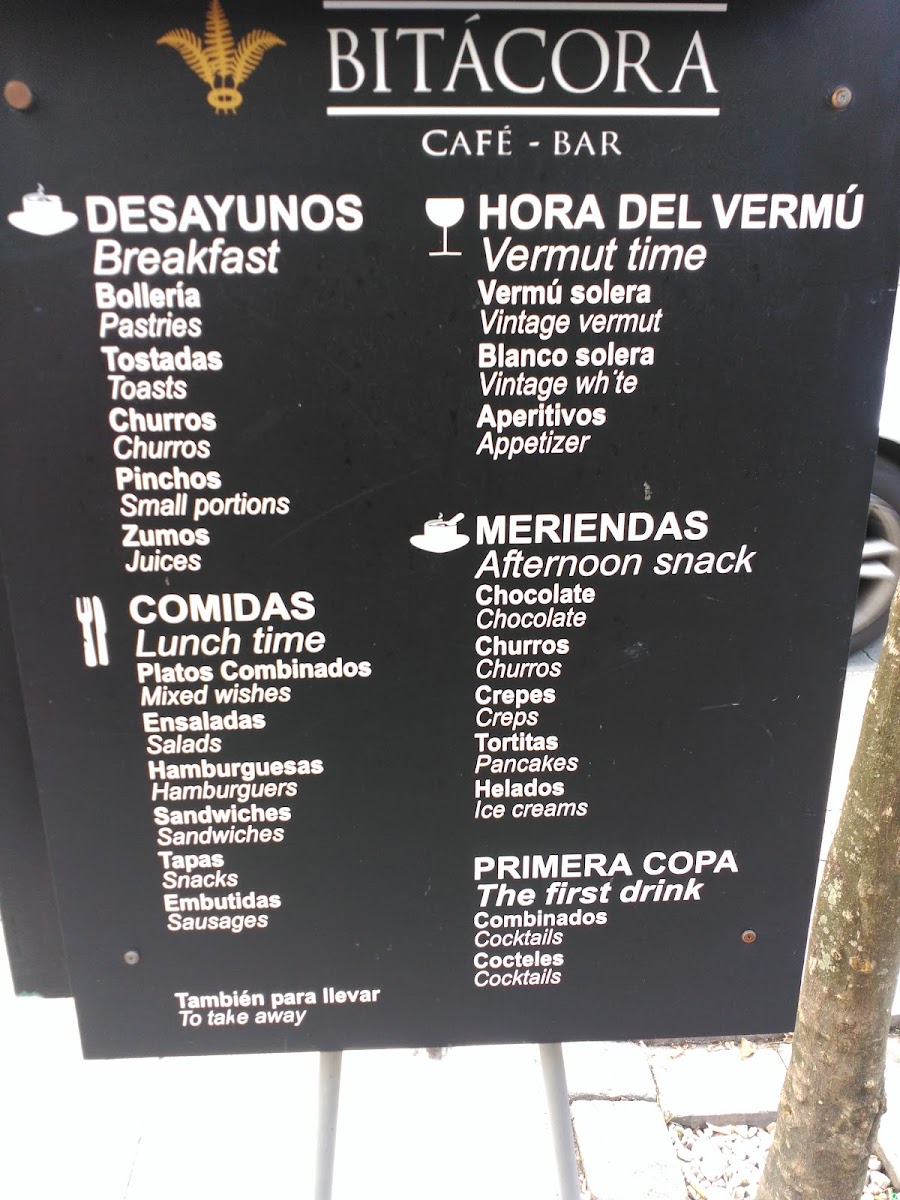 BITÁCORA
CAFÉ - BAR
DESAYUNOS
Breakfast
Bollería
Pastries
Tostadas
Toasts
Churros
Churros
Pinchos
Small portions
Zumos
Juices
COMIDAS
Lunch time
Platos Combinados
Mixed wishes
Ensaladas
Salads
Hamburguesas
Hamburguers
Sandwiches
Sandwiches
Tapas
Snacks
Embutidas
Sausages
También para llevar
To take away
HORA DEL VERMÚ
Vermut time
Vermú solera
Vintage vermut
Blanco solera
Vintage white
Aperitivos
Appetizer
MERIENDAS
Afternoon snack
Chocolate
Chocolate
Churros
Churros
Crepes
Creps
Tortitas
Pancakes
Helados
Ice creams
PRIMERA COPA
The first drink
Combinados
Cocktails
Cocteles
Cocktails